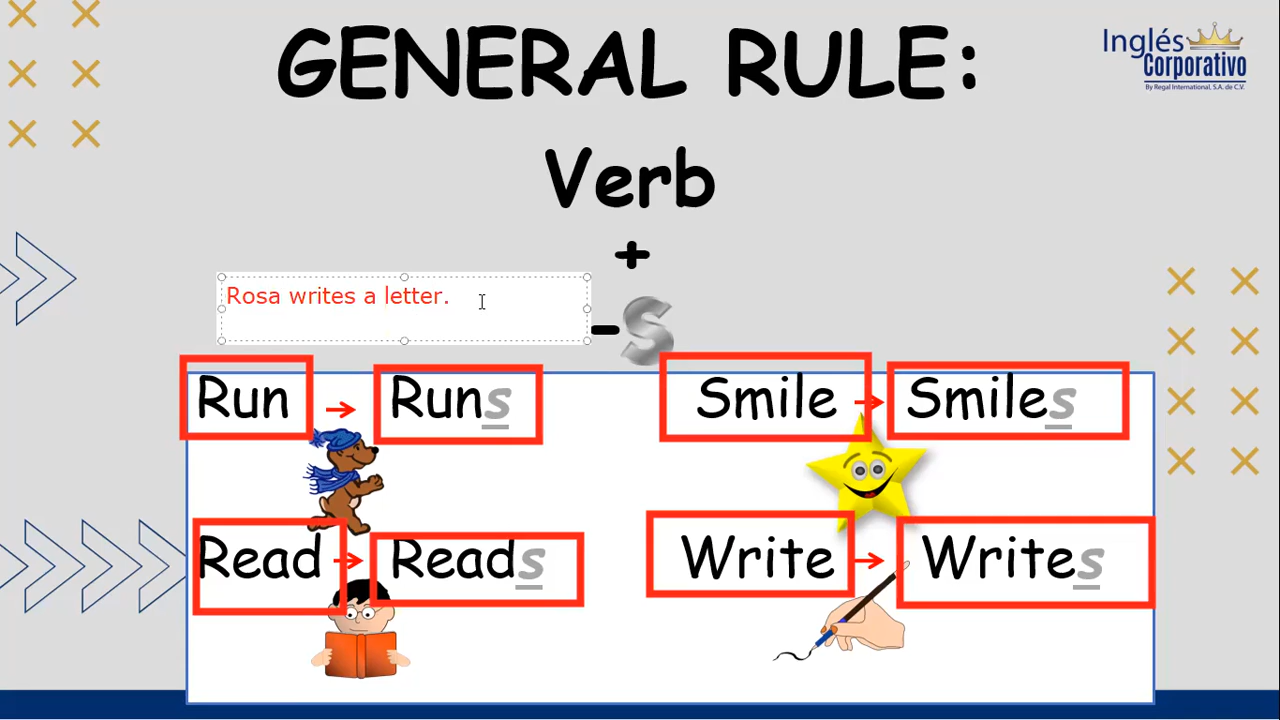 GENERAL RULE:
Inglés
Corporativo
By Regal International, S.A. de C.V.
Verb
+
Rosa writes a letter.
-s
Run → Runs
Smile → Smiles
Read → Reads
Write → Writes